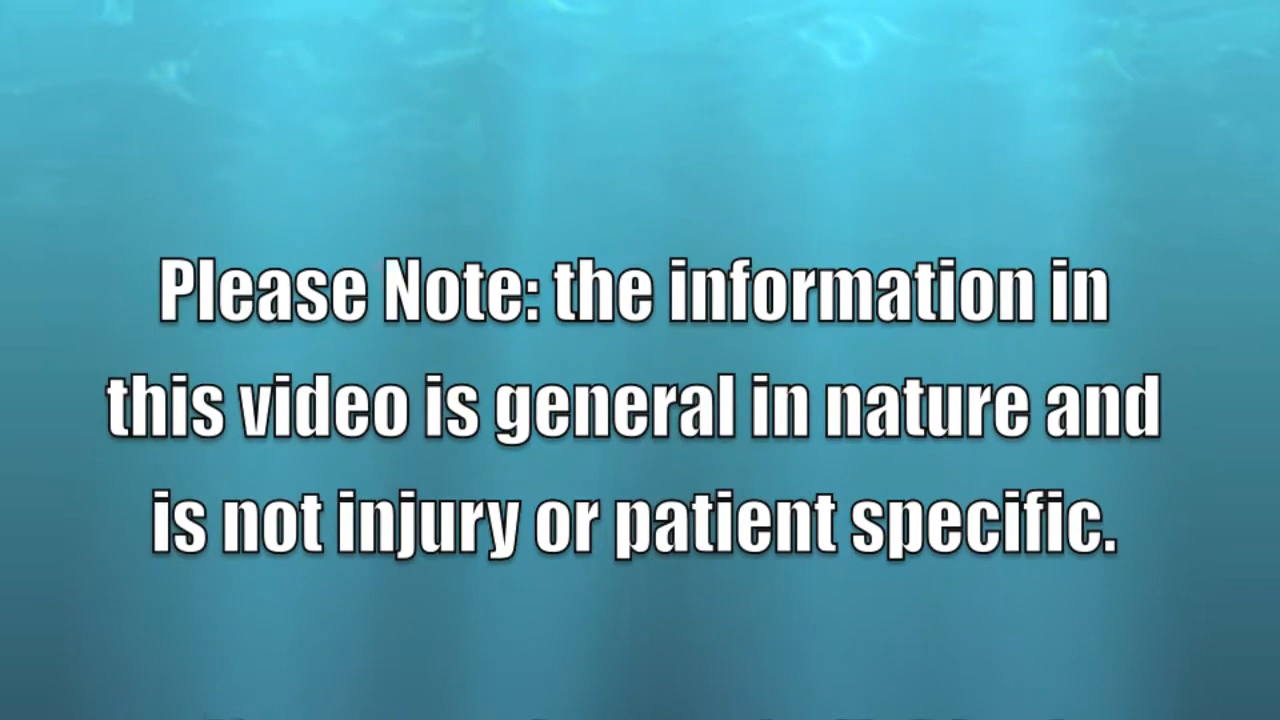 Please Note: the information in
this video is general in nature and
is not injury or patient specific.